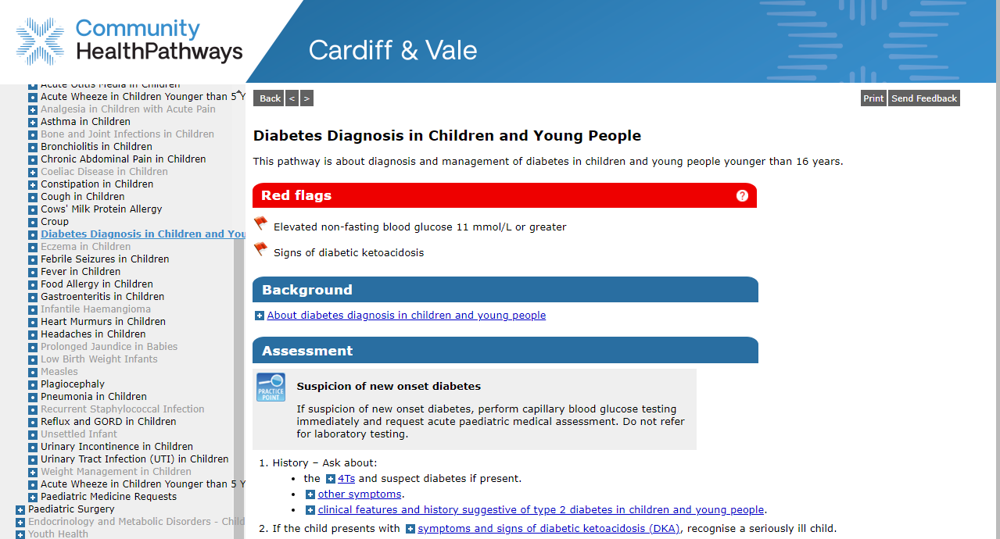 Community
HealthPathways
Cardiff & Vale
Acute Otitis Media in Children
Acute Wheeze in Children Younger than 5 Y
Analgesia in Children with Acute Pain
Asthma in Children
Bone and Joint Infections in Children
Bronchiolitis in Children
Chronic Abdominal Pain in Children
Coeliac Disease in Children
Constipation in Children
Cough in Children
Cows' Milk Protein Allergy
Croup
Diabetes Diagnosis in Children and You
Eczema in Children
Febrile Seizures in Children
Fever in Children
Food Allergy in Children
Gastroenteritis in Children
Infantile Haemangioma
Heart Murmurs in Children
Headaches in Children
Prolonged Jaundice in Babies
Low Birth Weight Infants
Measles
Plagiocephaly
Pneumonia in Children
Recurrent Staphylococcal Infection
Reflux and GORD in Children
Unsettled Infant
Urinary Incontinence in Children
Urinary Tract Infection (UTI) in Children
Weight Management in Children
Acute Wheeze in Children Younger than 5 Y
Paediatric Medicine Requests
Paediatric Surgery
Endocrinology and Metabolic Disorders - Child
Youth Health
Back < > Print Send Feedback
Diabetes Diagnosis in Children and Young People
This pathway is about diagnosis and management of diabetes in children and young people younger than 16 years.
Red flags ?
Elevated non-fasting blood glucose 11 mmol/L or greater
Signs of diabetic ketoacidosis
Background
About diabetes diagnosis in children and young people
Assessment
PRACTICE
POINT
Suspicion of new onset diabetes
If suspicion of new onset diabetes, perform capillary blood glucose testing
immediately and request acute paediatric medical assessment. Do not refer
for laboratory testing.
1. History – Ask about:
• the 4Ts and suspect diabetes if present.
• other symptoms.
• clinical features and history suggestive of type 2 diabetes in children and young people.
2. If the child presents with symptoms and signs of diabetic ketoacidosis (DKA), recognise a seriously ill child.